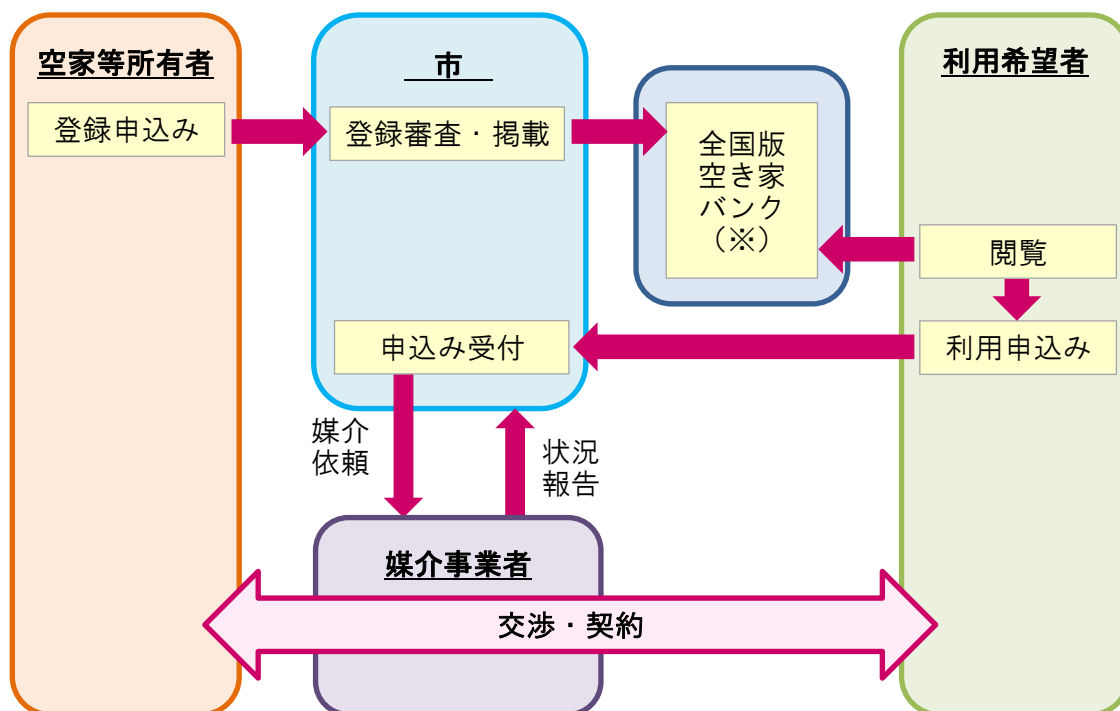 空家等所有者
登録申込み
市
登録審査・掲載
申込み受付
全国版
空き家
バンク
(※)
利用希望者
閲覧
利用申込み
媒介
依頼
状況
報告
媒介事業者
交渉・契約